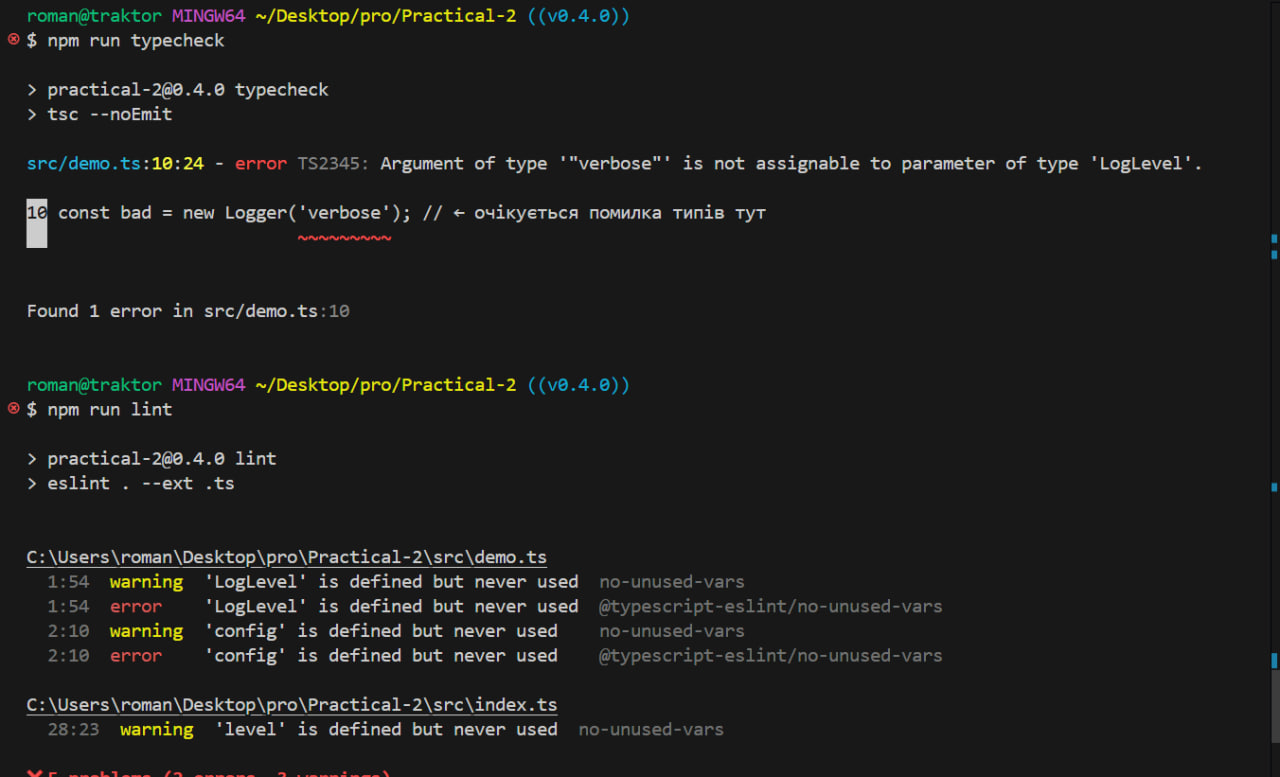 roman@traktor MINGW64 ~/Desktop/pro/Practical-2 ((v0.4.0))
$ npm run typecheck
> practical-2@0.4.0 typecheck
> tsc --noEmit
src/demo.ts:10:24 - error TS2345: Argument of type '"verbose"' is not assignable to parameter of type 'LogLevel'.
10 const bad = new Logger('verbose'); // ← очікується помилка типів тут
~~~~~~~~~
Found 1 error in src/demo.ts:10
roman@traktor MINGW64 ~/Desktop/pro/Practical-2 ((v0.4.0))
$ npm run lint
> practical-2@0.4.0 lint
> eslint . --ext .ts
C:\Users\roman\Desktop\pro\Practical-2\src\demo.ts
1:54 warning 'LogLevel' is defined but never used no-unused-vars
1:54 error 'LogLevel' is defined but never used @typescript-eslint/no-unused-vars
2:10 warning 'config' is defined but never used no-unused-vars
2:10 error 'config' is defined but never used @typescript-eslint/no-unused-vars
C:\Users\roman\Desktop\pro\Practical-2\src\index.ts
28:23 warning 'level' is defined but never used no-unused-vars
✖ 5 problems (2 errors, 3 warnings)